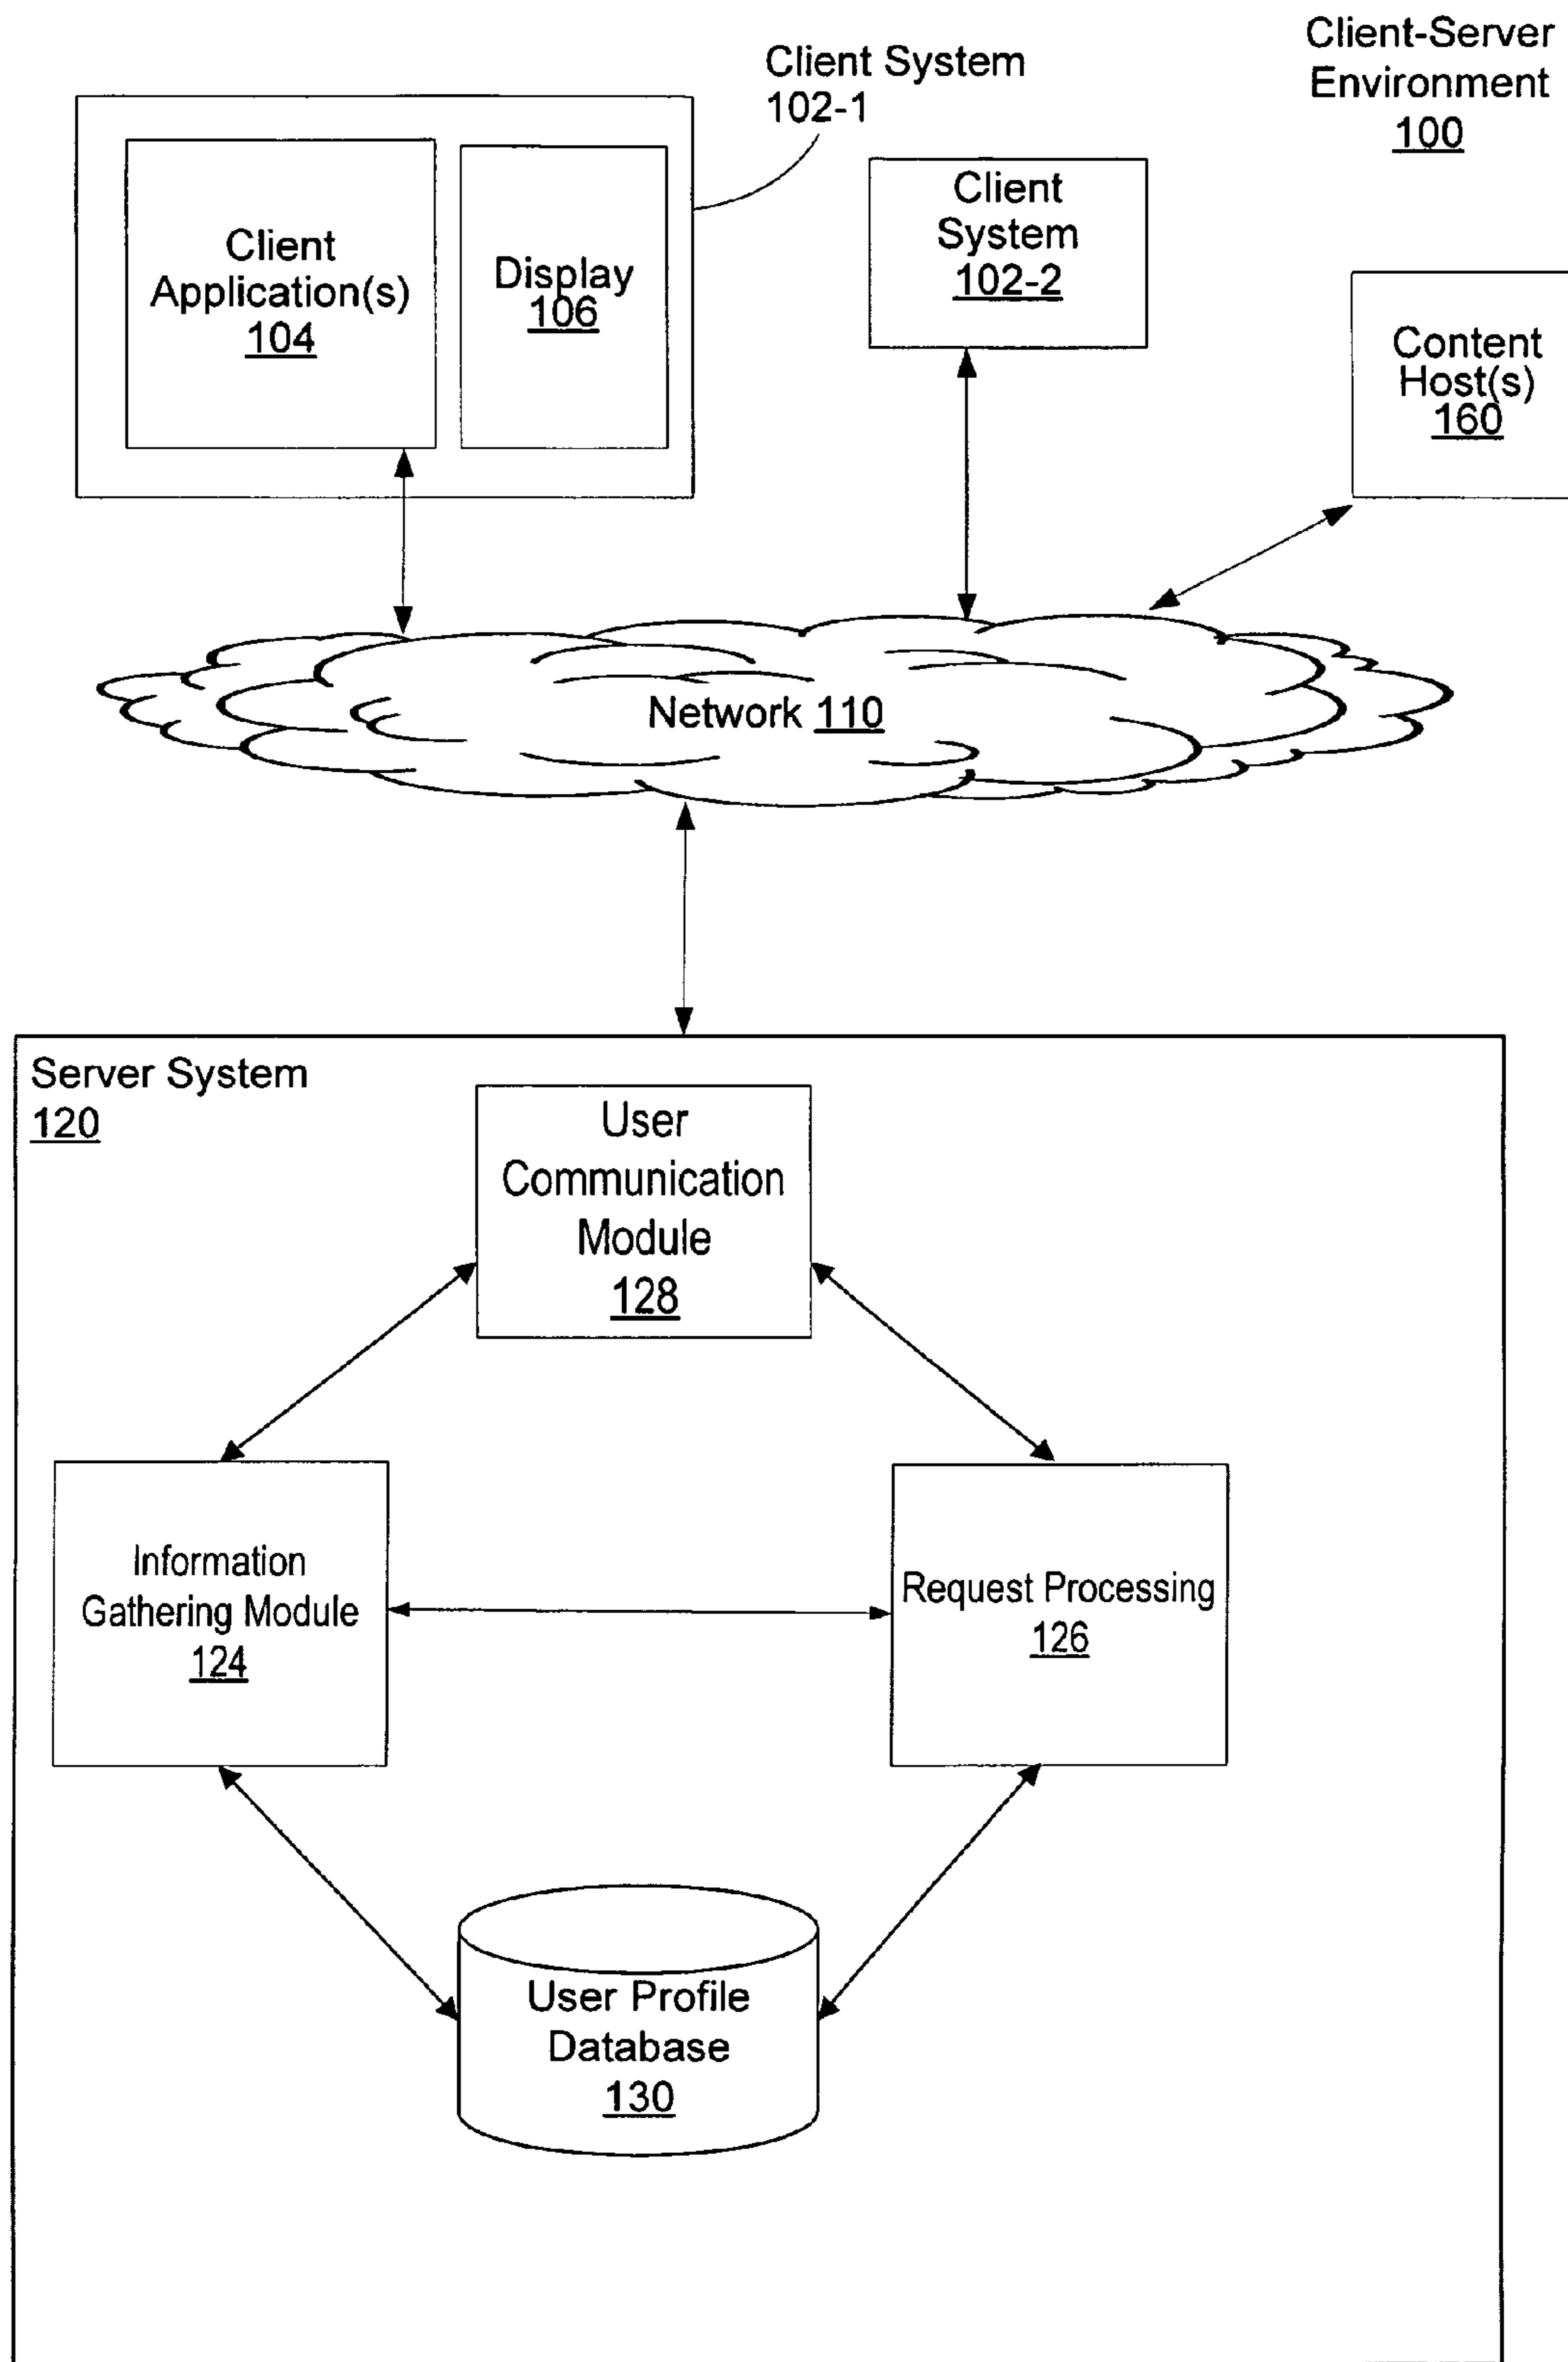 Client-Server
Environment
100
Client System
102-1
Client
Application(s)
104
Display
106
Client
System
102-2
Content
Host(s)
160
Network 110
Server System
120
User
Communication
Module
128
Information
Gathering Module
124
Request Processing
126
User Profile
Database
130